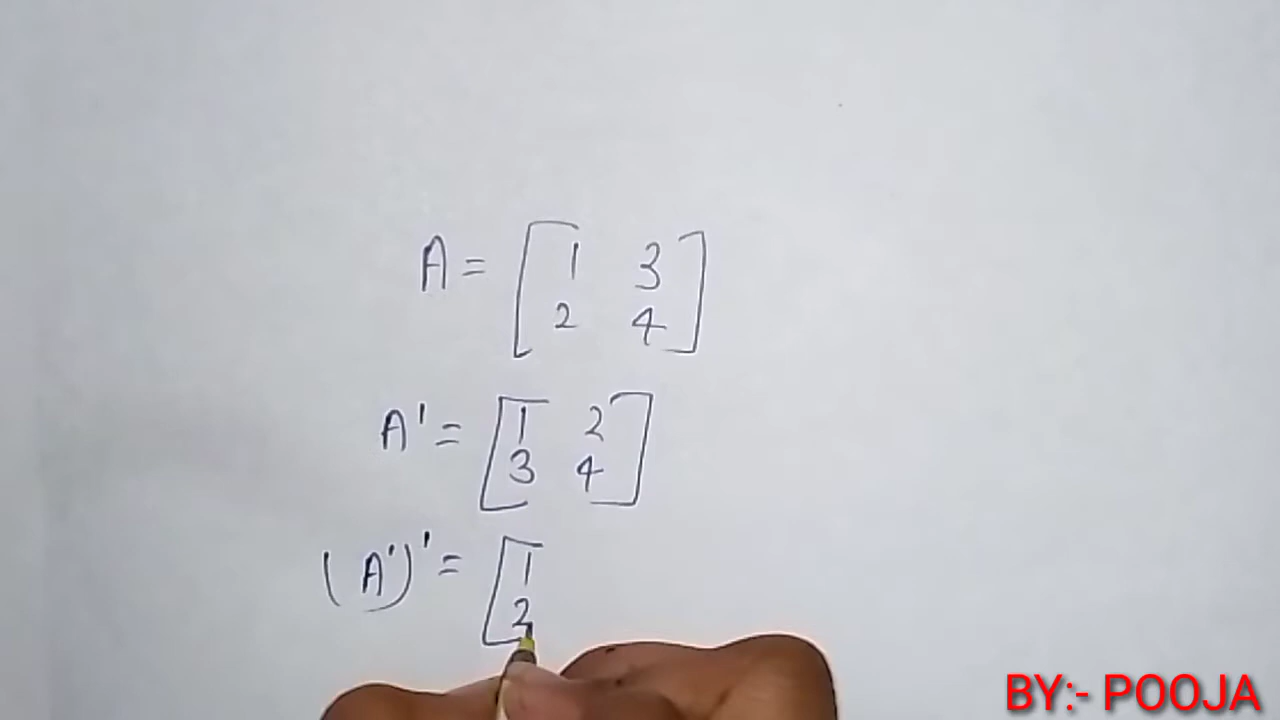 A = [ 1 3
2 4 ]
A' = [ 1 2
3 4 ]
(A')' = [ 1
2
BY:- POOJA